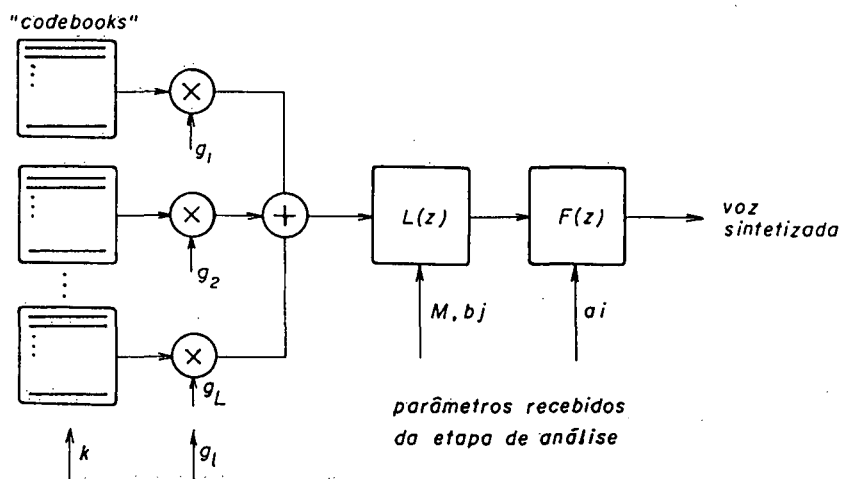 "codebooks"
× g1
× g2
+
L(z)
F(z)
voz
sintetizada
× gL
M, bj
ai
parâmetros recebidos
da etapa de análise
k
gl